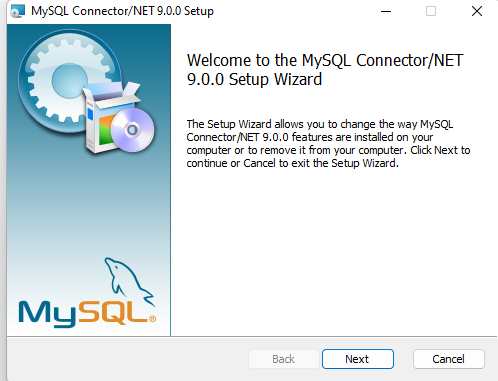 MySQL Connector/NET 9.0.0 Setup
Welcome to the MySQL Connector/NET
9.0.0 Setup Wizard
The Setup Wizard allows you to change the way MySQL
Connector/NET 9.0.0 features are installed on your
computer or to remove it from your computer. Click Next to
continue or Cancel to exit the Setup Wizard.
MySQL®
Back Next Cancel